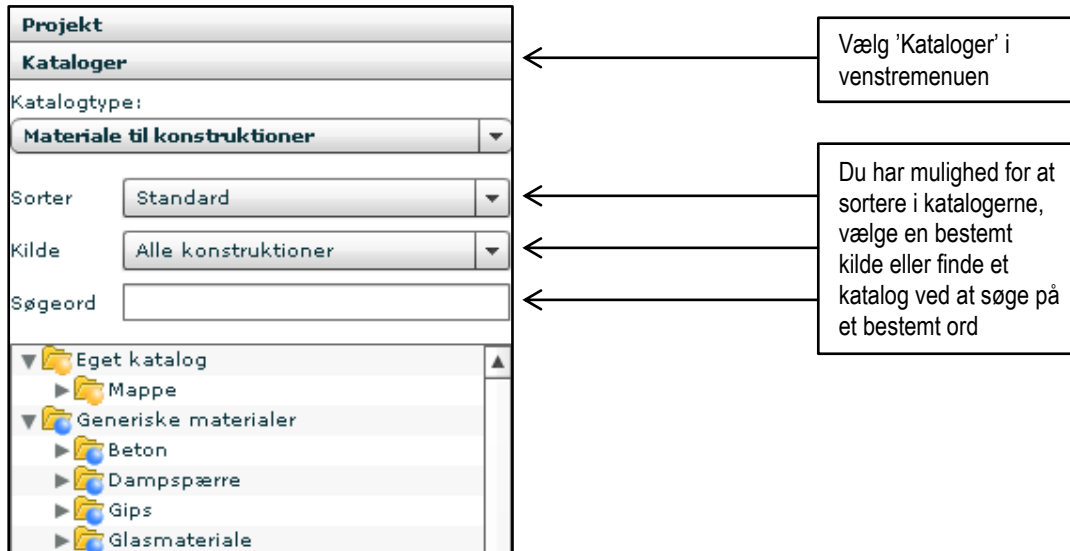 Projekt
Kataloger
Katalogtype:
Materiale til konstruktioner
Sorter
Standard
Kilde
Alle konstruktioner
Søgeord
Eget katalog
Mappe
Generiske materialer
Beton
Dampspærre
Gips
Glasmateriale
Vælg ’Kataloger’ i
venstremenuen
Du har mulighed for at
sortere i katalogerne,
vælge en bestemt
kilde eller finde et
katalog ved at søge på
et bestemt ord